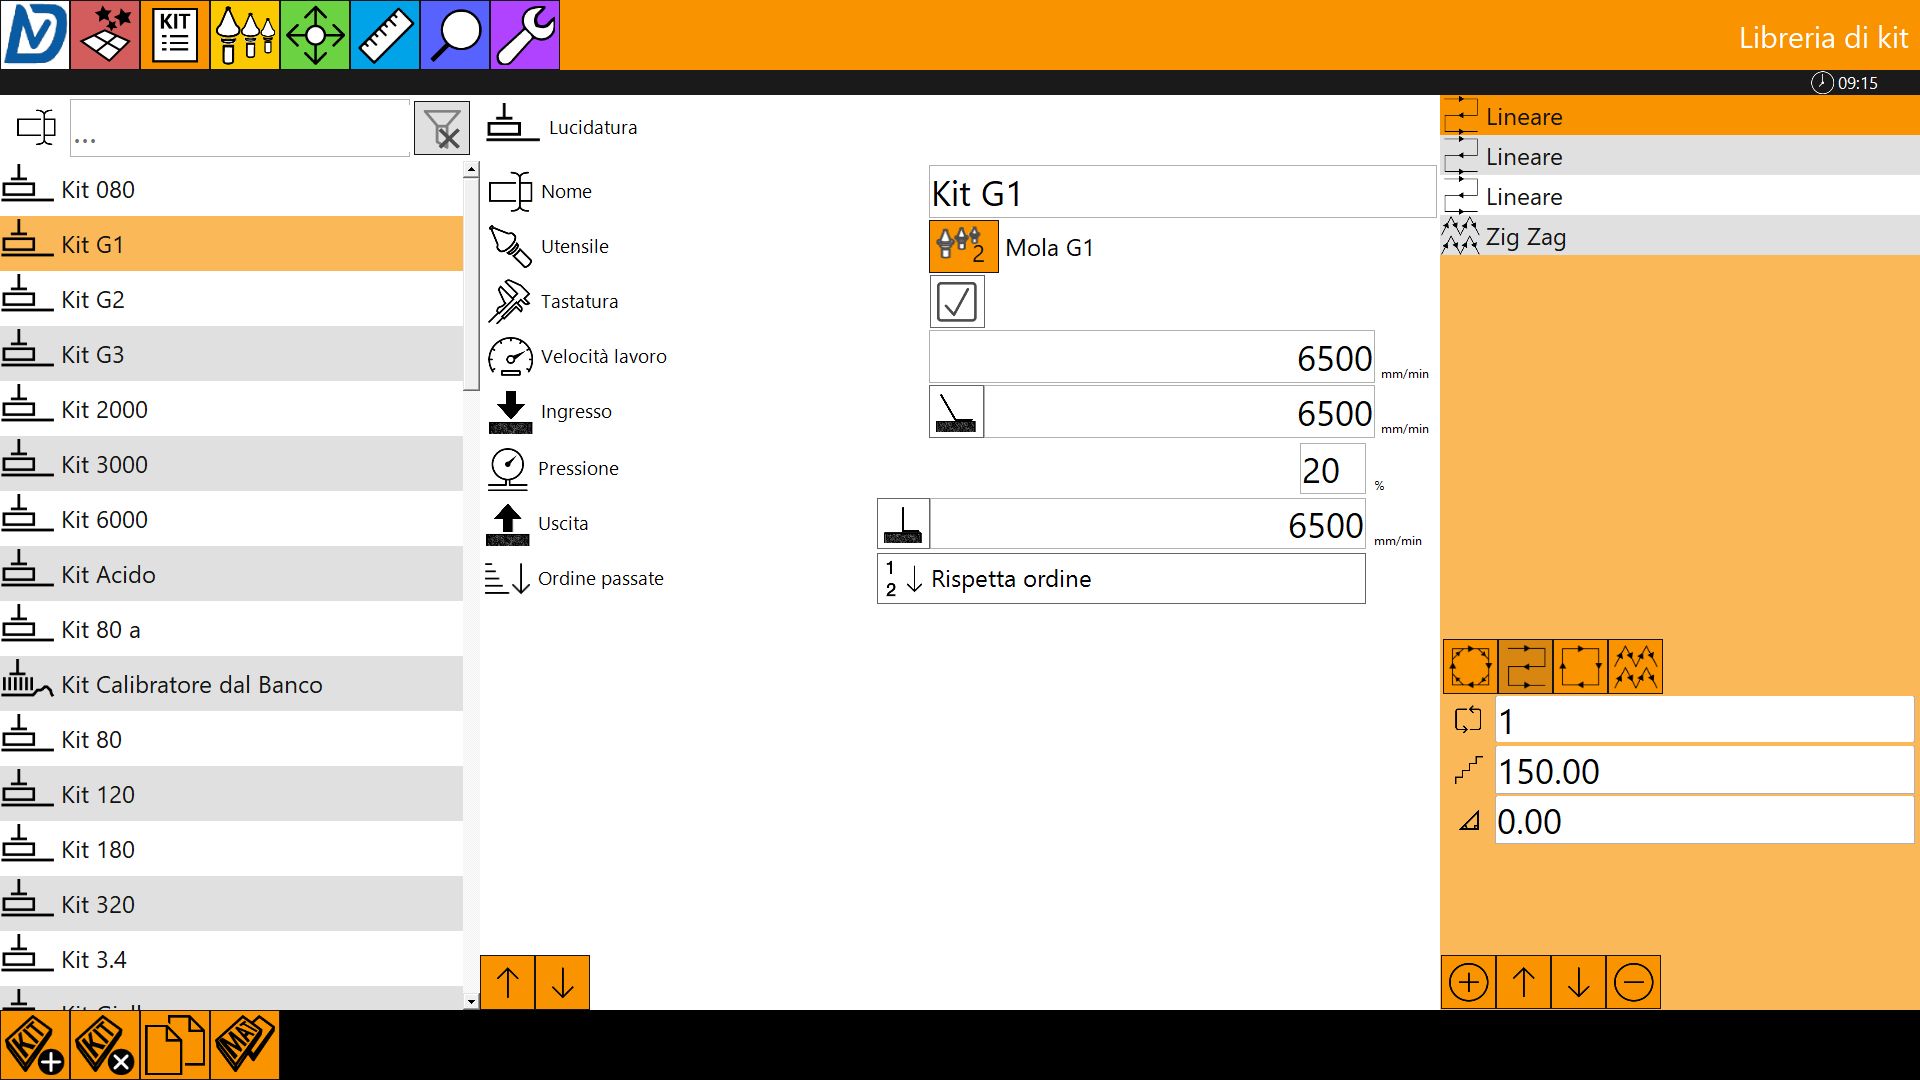 KIT
Libreria di kit
09:15
...
Kit 080
Kit G1
Kit G2
Kit G3
Kit 2000
Kit 3000
Kit 6000
Kit Acido
Kit 80 a
Kit Calibratore dal Banco
Kit 80
Kit 120
Kit 180
Kit 320
Kit 3.4
Lucidatura
Nome
Kit G1
Utensile
2
Mola G1
Tastatura
Velocità lavoro
6500
mm/min
Ingresso
6500
mm/min
Pressione
20
%
Uscita
6500
mm/min
Ordine passate
1
2
Rispetta ordine
Lineare
Lineare
Lineare
Zig Zag
1
150.00
0.00
KIT
KIT
MAT